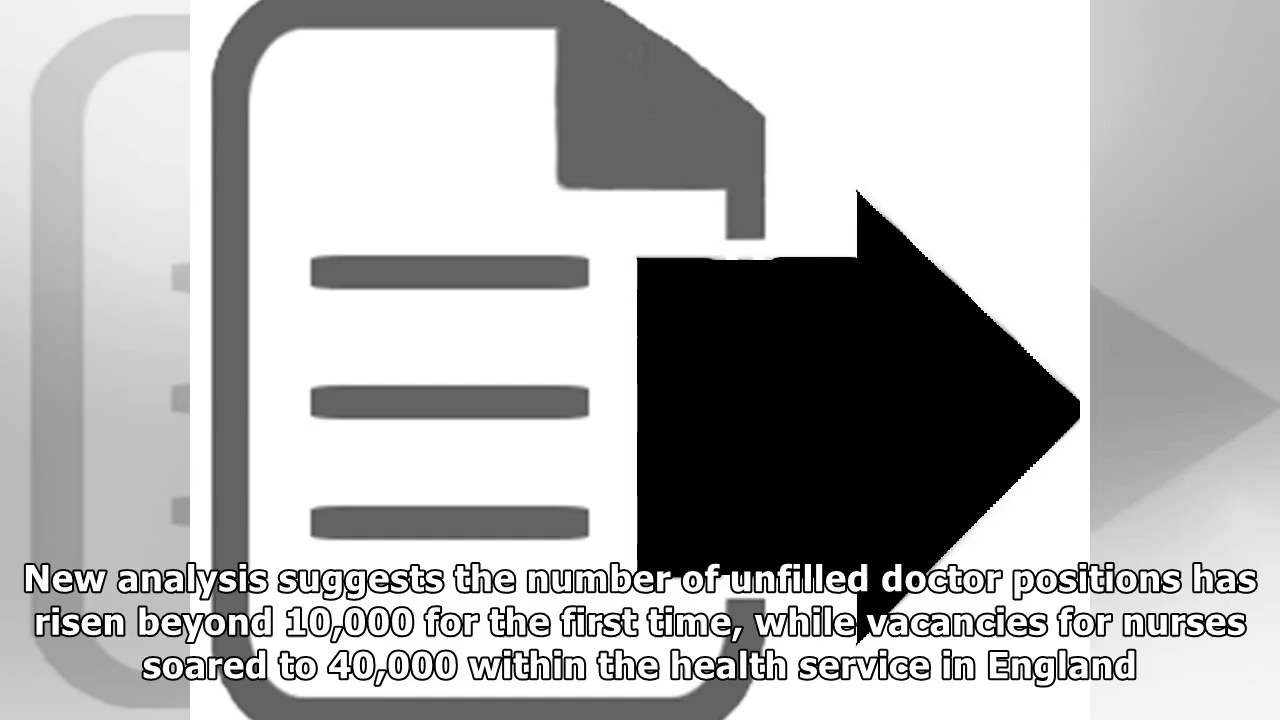 New analysis suggests the number of unfilled doctor positions has
risen beyond 10,000 for the first time, while vacancies for nurses
soared to 40,000 within the health service in England